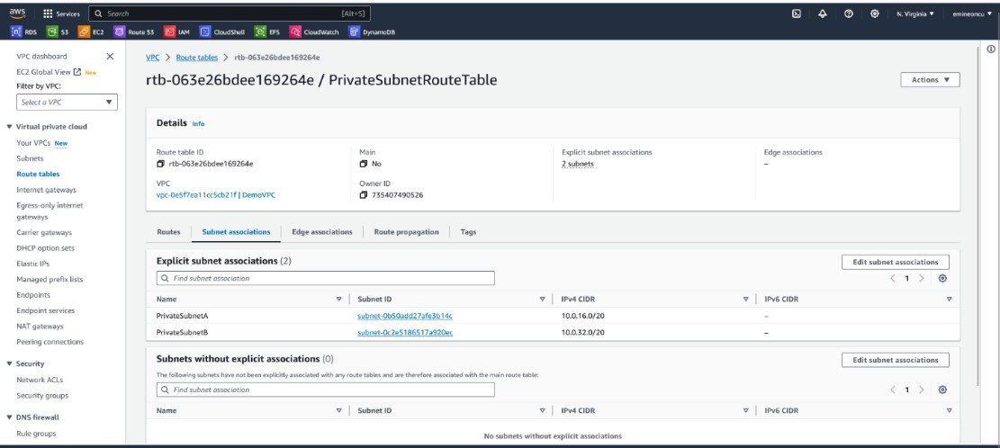 aws
Services
Search [Alt+S]
N. Virginia ▼
emineoncu ▼
RDS
S3
EC2
Route 53
IAM
CloudShell
EFS
CloudWatch
DynamoDB
VPC dashboard
EC2 Global View New
Filter by VPC:
Select a VPC
Virtual private cloud
Your VPCs New
Subnets
Route tables
Internet gateways
Egress-only internet
gateways
Carrier gateways
DHCP option sets
Elastic IPs
Managed prefix lists
Endpoints
Endpoint services
NAT gateways
Peering connections
Security
Network ACLs
Security groups
DNS firewall
Rule groups
VPC > Route tables > rtb-063e26bdee169264e
rtb-063e26bdee169264e / PrivateSubnetRouteTable
Actions ▼
Details Info
Route table ID
rtb-063e26bdee169264e
Main
No
Explicit subnet associations
2 subnets
Edge associations
–
VPC
vpc-0e5f7ea11cc5cb21f | DemoVPC
Owner ID
735407490526
Routes
Subnet associations
Edge associations
Route propagation
Tags
Explicit subnet associations (2)
Edit subnet associations
Find subnet association
< 1 >
Name Subnet ID IPv4 CIDR IPv6 CIDR
PrivateSubnetA subnet-0b50add27afe3b14c 10.0.16.0/20 –
PrivateSubnetB subnet-0c2e5186517a920ec 10.0.32.0/20 –
Subnets without explicit associations (0)
Edit subnet associations
The following subnets have not been explicitly associated with any route tables and are therefore associated with the main route table:
Find subnet association
< 1 >
Name Subnet ID IPv4 CIDR IPv6 CIDR
No subnets without explicit associations